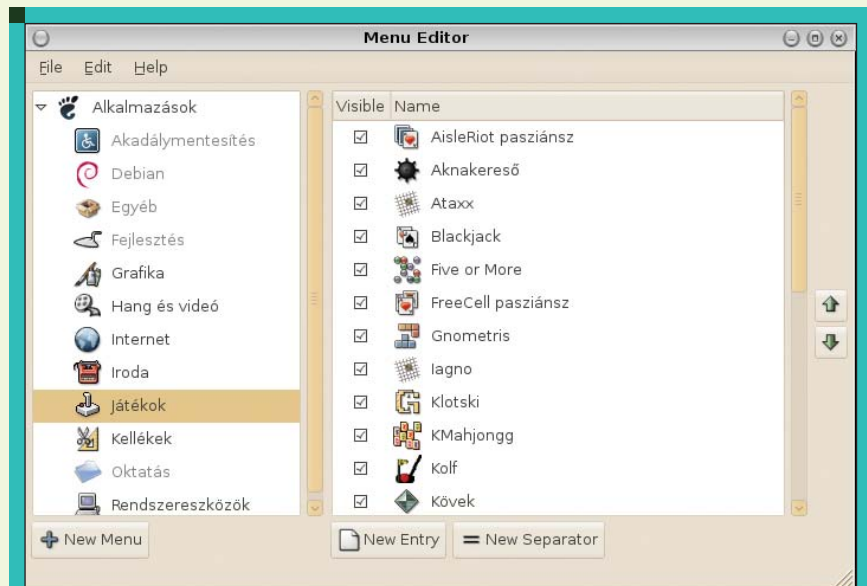 Menu Editor
File Edit Help
Alkalmazások
Akadálymentesítés
Debian
Egyéb
Fejlesztés
Grafika
Hang és videó
Internet
Iroda
Játékok
Kellékek
Oktatás
Rendszereszközök
New Menu
Visible Name
AisleRiot pasziánsz
Aknakereső
Ataxx
Blackjack
Five or More
FreeCell pasziánsz
Gnometris
Iagno
Klotski
KMahjongg
Kolf
Kövek
New Entry
New Separator